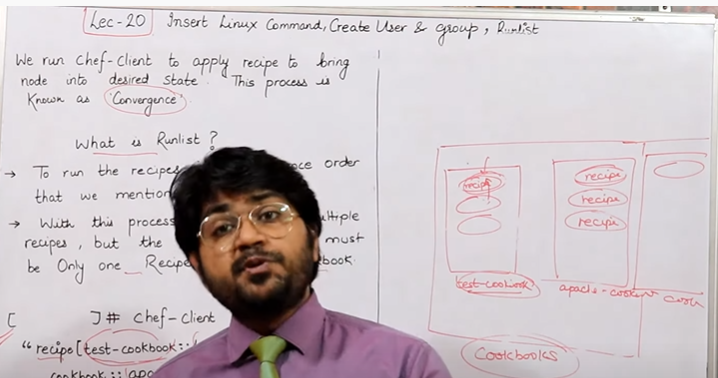 Lec-20 Insert Linux Command, Create User & group, Runlist
We run Chef-Client to apply recipe to bring
node into desired state. This process is
Known as "Convergence".
What is Runlist?
→ To run the recipes order
that we mention
→ With this process
recipes, but the must
be Only one Recipe
[ ]# chef-client
"recipe[test-cookbook::
cookbook::
recipe
recipe
recipe
recipe
test-cookbook
Cookbooks